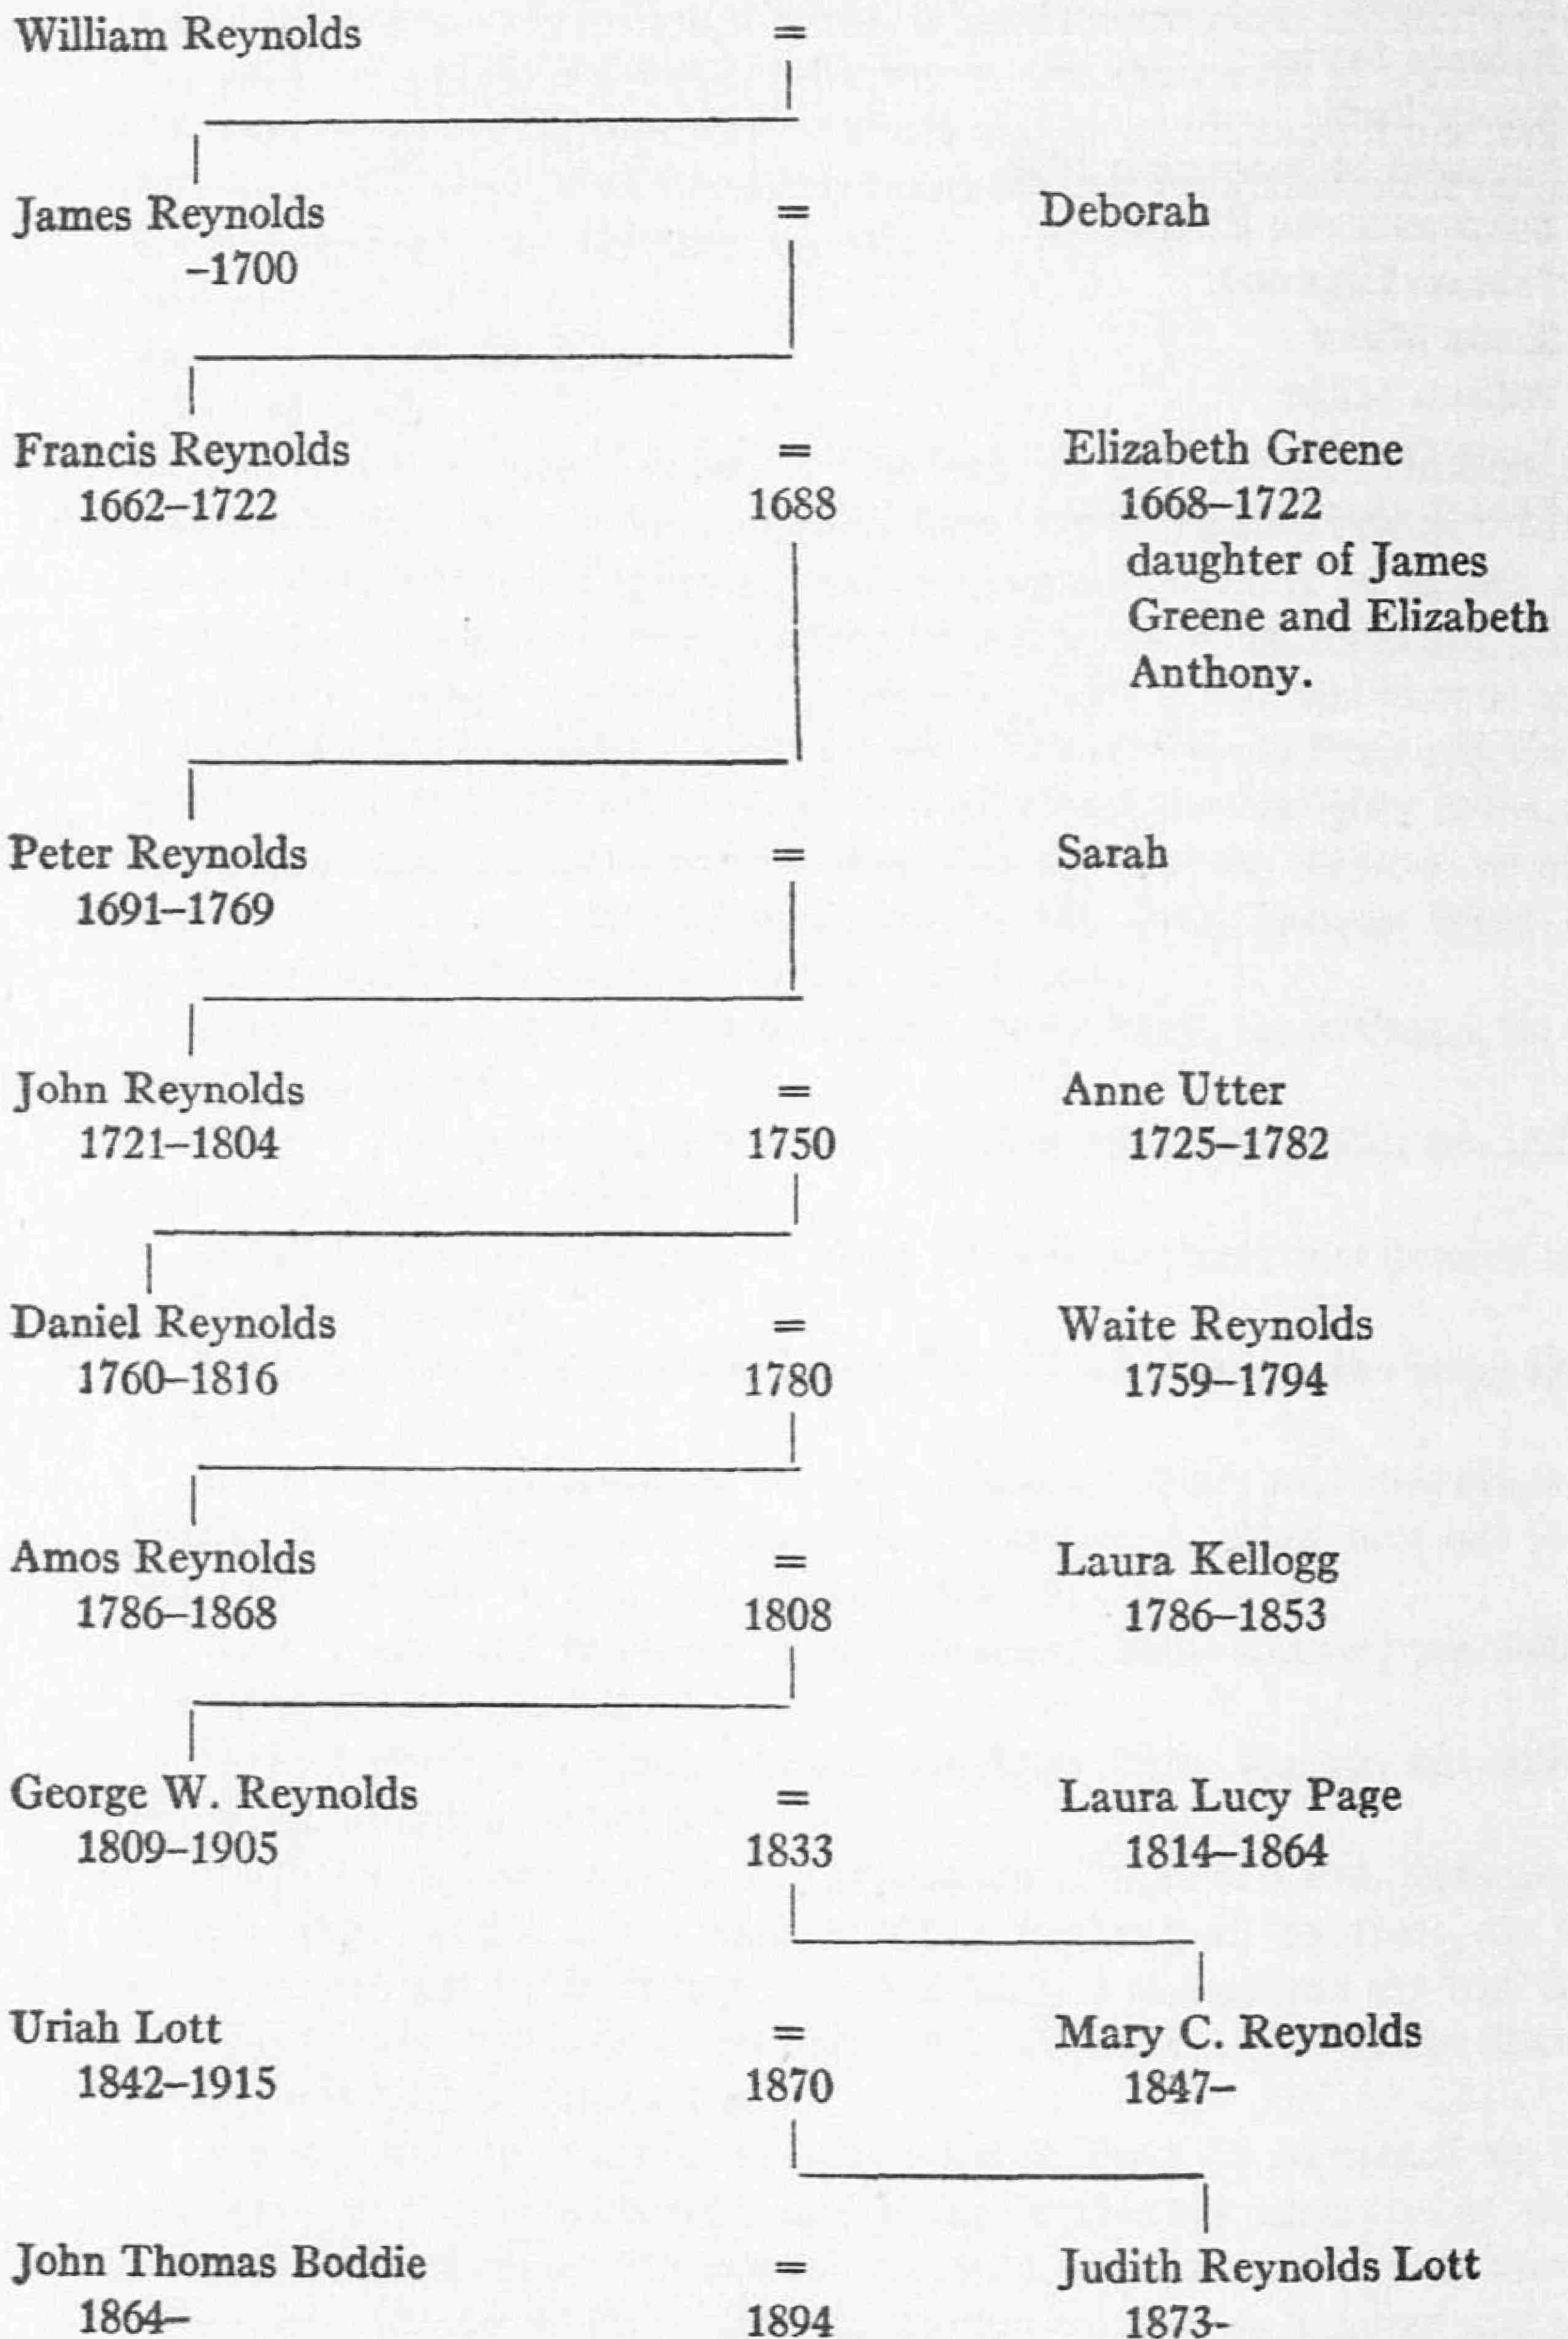 William Reynolds =
James Reynolds = Deborah
-1700
Francis Reynolds = Elizabeth Greene
1662–1722 1688 1668–1722
daughter of James
Greene and Elizabeth
Anthony.
Peter Reynolds = Sarah
1691–1769
John Reynolds = Anne Utter
1721–1804 1750 1725–1782
Daniel Reynolds = Waite Reynolds
1760–1816 1780 1759–1794
Amos Reynolds = Laura Kellogg
1786–1868 1808 1786–1853
George W. Reynolds = Laura Lucy Page
1809–1905 1833 1814–1864
Uriah Lott = Mary C. Reynolds
1842–1915 1870 1847–
John Thomas Boddie = Judith Reynolds Lott
1864– 1894 1873-